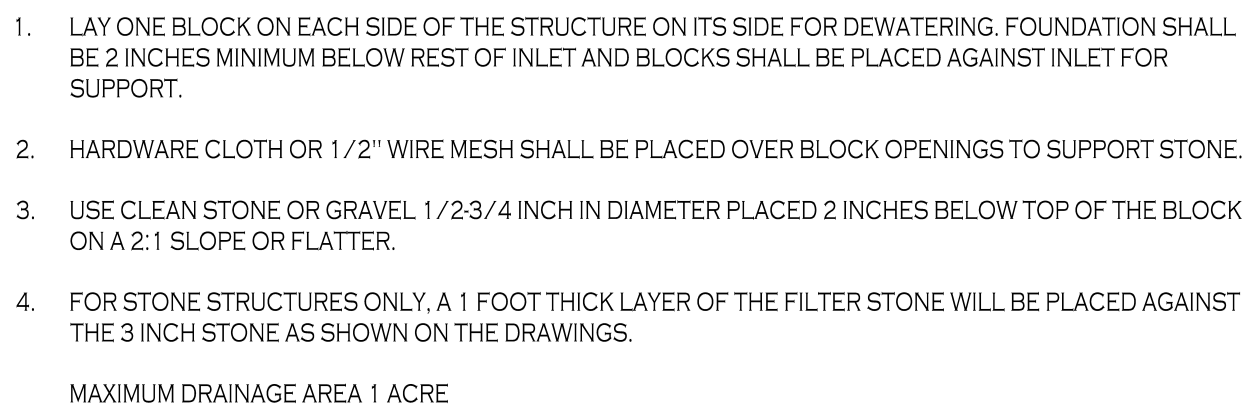 1. LAY ONE BLOCK ON EACH SIDE OF THE STRUCTURE ON ITS SIDE FOR DEWATERING. FOUNDATION SHALL
BE 2 INCHES MINIMUM BELOW REST OF INLET AND BLOCKS SHALL BE PLACED AGAINST INLET FOR
SUPPORT.
2. HARDWARE CLOTH OR 1/2" WIRE MESH SHALL BE PLACED OVER BLOCK OPENINGS TO SUPPORT STONE.
3. USE CLEAN STONE OR GRAVEL 1/2-3/4 INCH IN DIAMETER PLACED 2 INCHES BELOW TOP OF THE BLOCK
ON A 2:1 SLOPE OR FLATTER.
4. FOR STONE STRUCTURES ONLY, A 1 FOOT THICK LAYER OF THE FILTER STONE WILL BE PLACED AGAINST
THE 3 INCH STONE AS SHOWN ON THE DRAWINGS.
MAXIMUM DRAINAGE AREA 1 ACRE